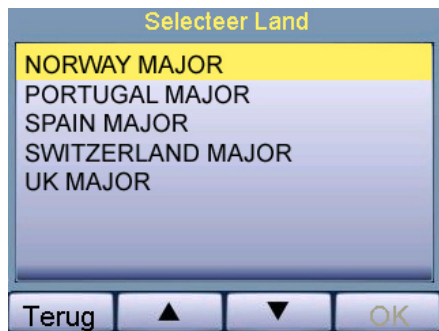 Selecteer Land
NORWAY MAJOR
PORTUGAL MAJOR
SPAIN MAJOR
SWITZERLAND MAJOR
UK MAJOR
Terug ▲ ▼ OK